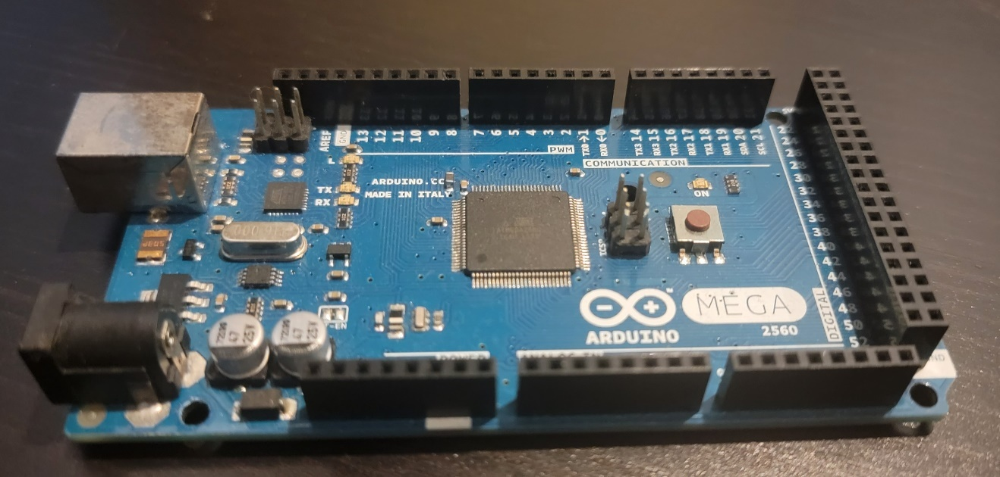 AREF
GND
13
12
11
10
9
8
7
6
5
4
3
2
TX0→1
RX0←0
TX3 14
RX3 15
TX2 16
RX2 17
TX1 18
RX1 19
SDA 20
SCL 21
PWM
COMMUNICATION
L
TX
RX
ARDUINO.CC
MADE IN ITALY
ON
22
24
26
28
30
32
34
36
38
40
42
44
46
48
50
52
DIGITAL
GND
ICSP
47
25V
47
25V
ARDUINO
MEGA
2560
POWER
ANALOG IN